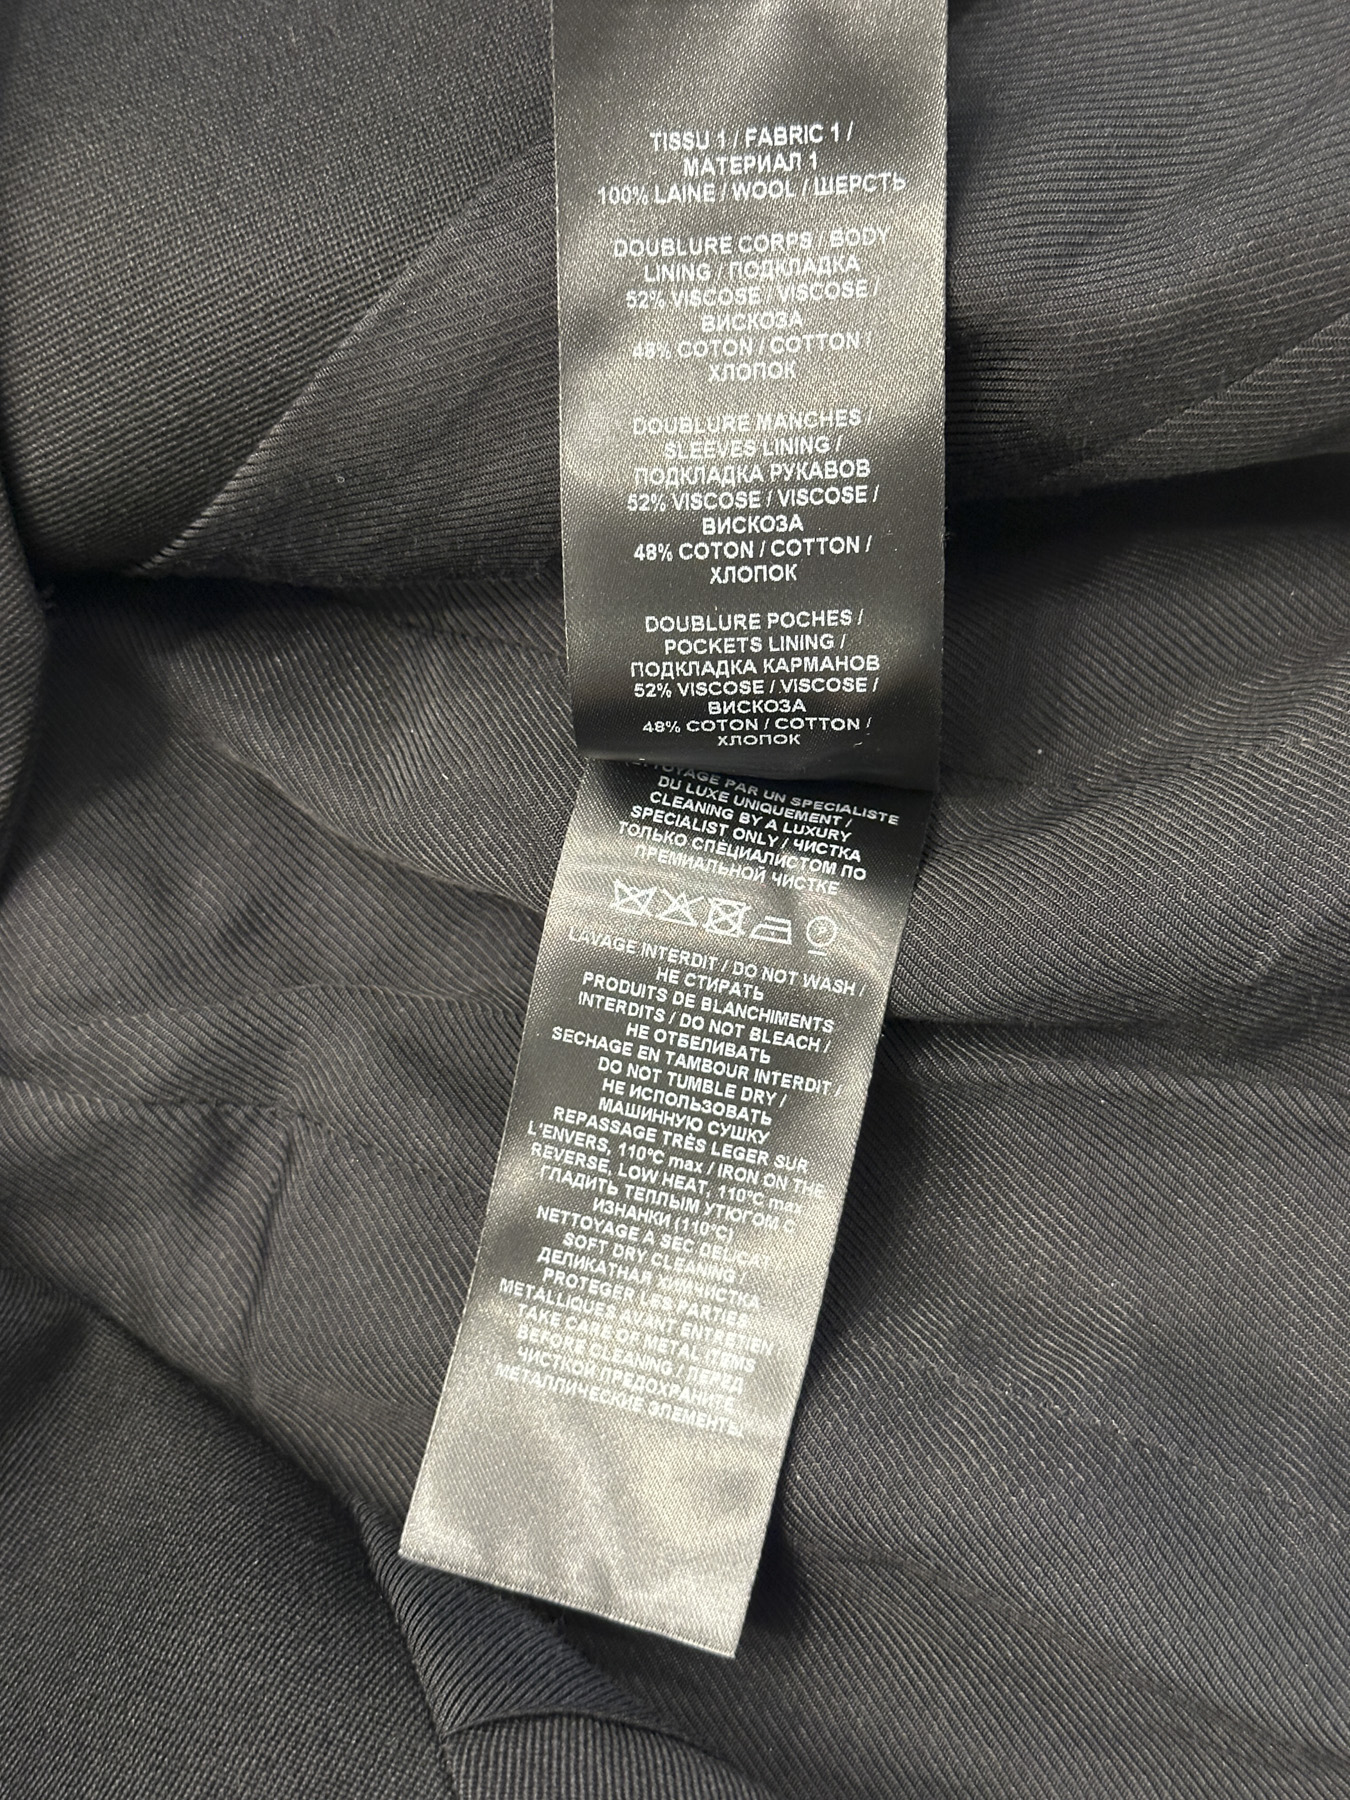 TISSU 1 / FABRIC 1 /
МАТЕРИАЛ 1
100% LAINE / WOOL / ШЕРСТЬ
DOUBLURE CORPS / BODY
LINING / ПОДКЛАДКА
52% VISCOSE / VISCOSE /
ВИСКОЗА
48% COTON / COTTON /
ХЛОПОК
DOUBLURE MANCHES /
SLEEVES LINING /
ПОДКЛАДКА РУКАВОВ
52% VISCOSE / VISCOSE /
ВИСКОЗА
48% COTON / COTTON /
ХЛОПОК
DOUBLURE POCHES /
POCKETS LINING /
ПОДКЛАДКА КАРМАНОВ
52% VISCOSE / VISCOSE /
ВИСКОЗА
48% COTON / COTTON /
ХЛОПОК
PAR UN SPECIALISTE
DU LUXE UNIQUEMENT /
CLEANING BY A LUXURY
SPECIALIST ONLY / ЧИСТКА
ТОЛЬКО СПЕЦИАЛИСТОМ ПО
ПРЕМИАЛЬНОЙ ЧИСТКЕ
P
LAVAGE INTERDIT / DO NOT WASH /
НЕ СТИРАТЬ
PRODUITS DE BLANCHIMENTS
INTERDITS / DO NOT BLEACH /
НЕ ОТБЕЛИВАТЬ
SECHAGE EN TAMBOUR INTERDIT /
DO NOT TUMBLE DRY /
НЕ ИСПОЛЬЗОВАТЬ
МАШИННУЮ СУШКУ
REPASSAGE TRÈS LEGER SUR
L'ENVERS, 110°C max / IRON ON THE
REVERSE, LOW HEAT, 110°C max
ГЛАДИТЬ ТЕПЛЫМ УТЮГОМ С
ИЗНАНКИ (110°C)
NETTOYAGE A SEC DELICAT
SOFT DRY CLEANING /
ДЕЛИКАТНАЯ ХИМЧИСТКА
PROTEGER LES PARTIES
METALLIQUES AVANT ENTRETIEN /
TAKE CARE OF METAL ITEMS
BEFORE CLEANING / ПЕРЕД
ЧИСТКОЙ ПРЕДОХРАНИТЕ
МЕТАЛЛИЧЕСКИЕ ЭЛЕМЕНТЫ.